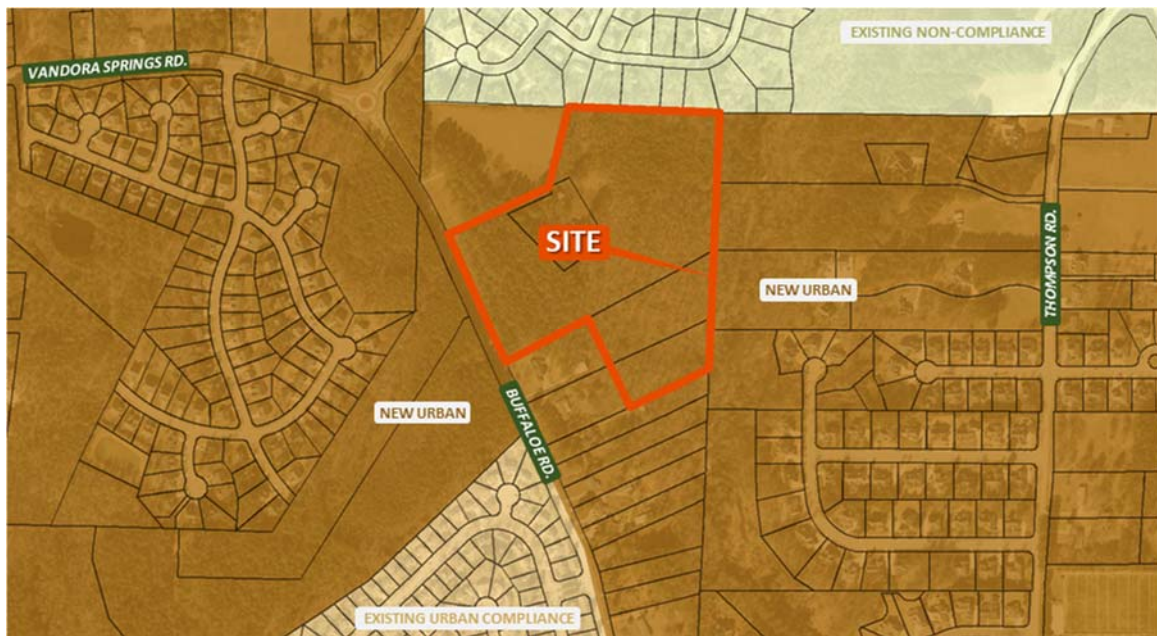 EXISTING NON-COMPLIANCE
VANDORA SPRINGS RD.
SITE
THOMPSON RD.
NEW URBAN
NEW URBAN
BUFFALOE RD.
EXISTING URBAN COMPLIANCE